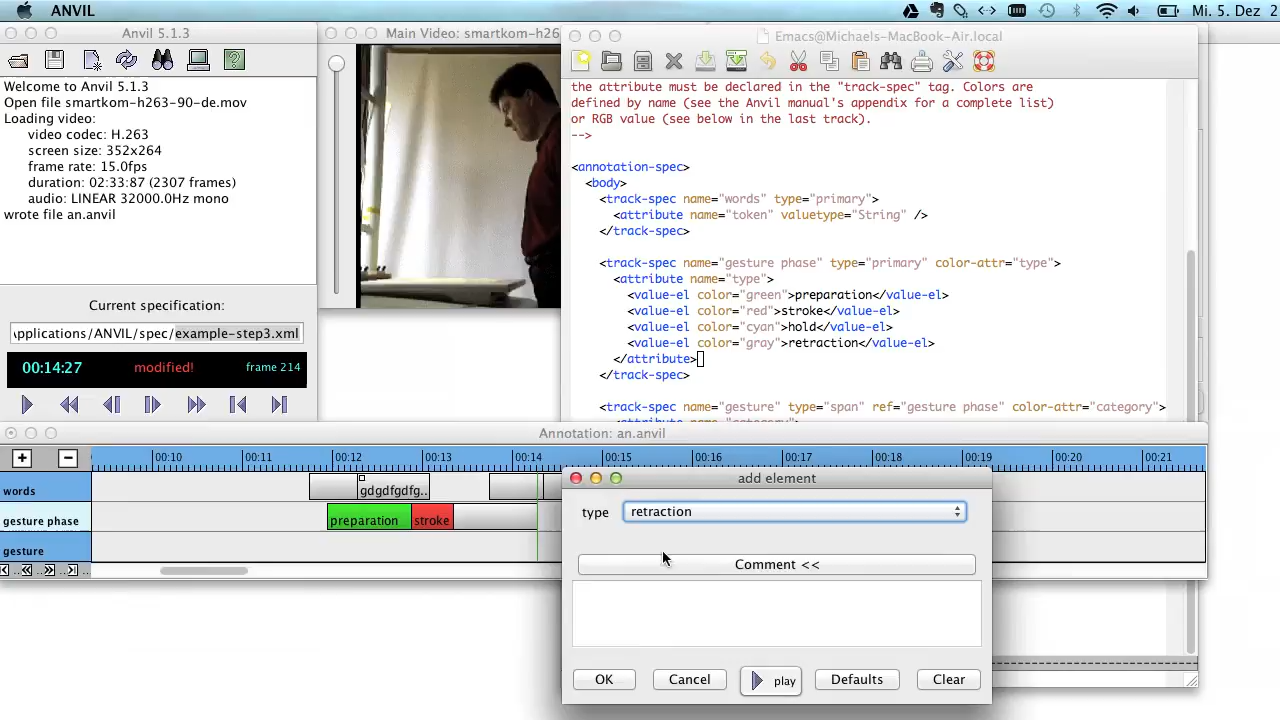 ANVIL
Mi. 5. Dez 2
Anvil 5.1.3
Welcome to Anvil 5.1.3
Open file smartkom-h263-90-de.mov
Loading video:
video codec: H.263
screen size: 352x264
frame rate: 15.0fps
duration: 02:33:87 (2307 frames)
audio: LINEAR 32000.0Hz mono
wrote file an.anvil
Current specification:
pplications/ANVIL/spec/example-step3.xml
00:14:27 modified! frame 214
Main Video: smartkom-h26
Emacs@Michaels-MacBook-Air.local
the attribute must be declared in the "track-spec" tag. Colors are
defined by name (see the Anvil manual's appendix for a complete list)
or RGB value (see below in the last track).
-->
<annotation-spec>
<body>
<track-spec name="words" type="primary">
<attribute name="token" valuetype="String" />
</track-spec>
<track-spec name="gesture phase" type="primary" color-attr="type">
<attribute name="type">
<value-el color="green">preparation</value-el>
<value-el color="red">stroke</value-el>
<value-el color="cyan">hold</value-el>
<value-el color="gray">retraction</value-el>
</attribute>
</track-spec>
<track-spec name="gesture" type="span" ref="gesture phase" color-attr="category">
Annotation: an.anvil
00:10 00:11 00:12 00:13 00:14 00:15 00:16 00:17 00:18 00:19 00:20 00:21
words gdgdfgdfg..
gesture phase preparation stroke
gesture
add element
type retraction
Comment <<
OK Cancel play Defaults Clear